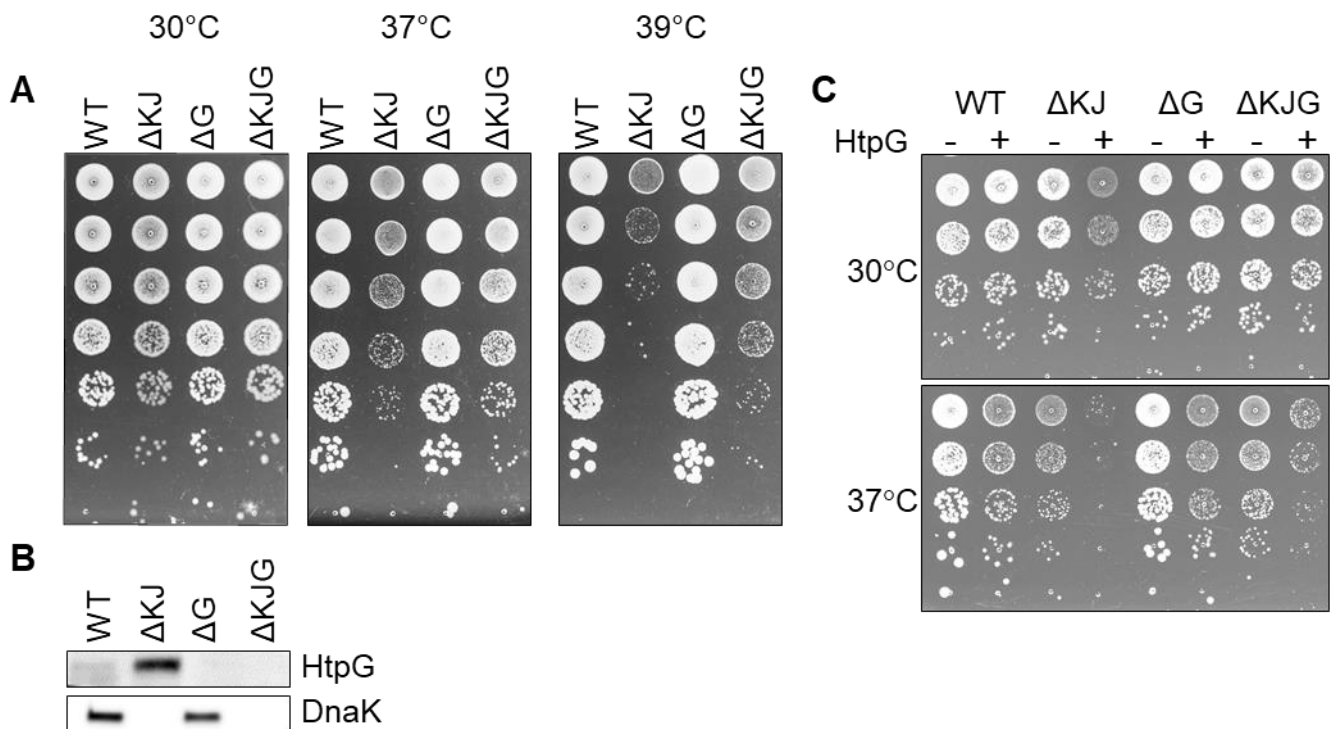 30°C 37°C 39°C
A
WT ΔKJ ΔG ΔKJG
WT ΔKJ ΔG ΔKJG
WT ΔKJ ΔG ΔKJG
B
WT ΔKJ ΔG ΔKJG
HtpG
DnaK
C
WT ΔKJ ΔG ΔKJG
HtpG - + - + - + - +
30°C
37°C